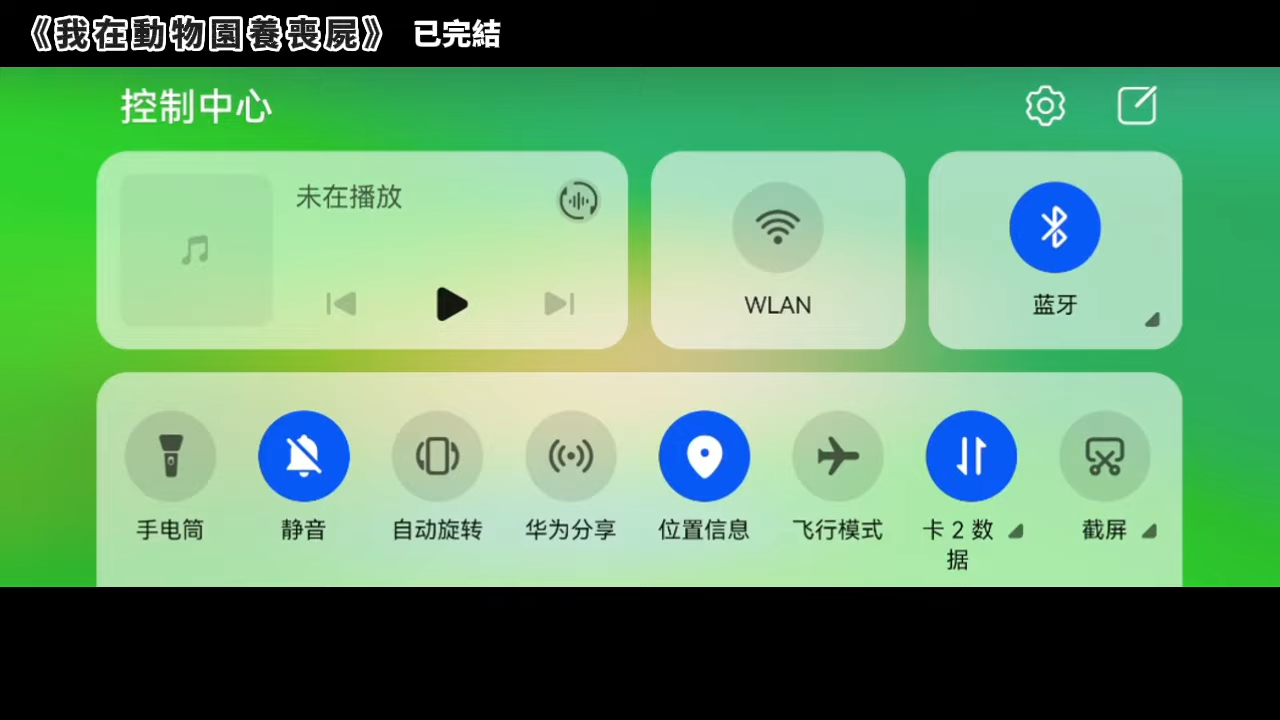 《我在動物園養喪屍》 已完結
控制中心
未在播放
WLAN
蓝牙
手电筒
静音
自动旋转
华为分享
位置信息
飞行模式
卡 2 数
据
截屏